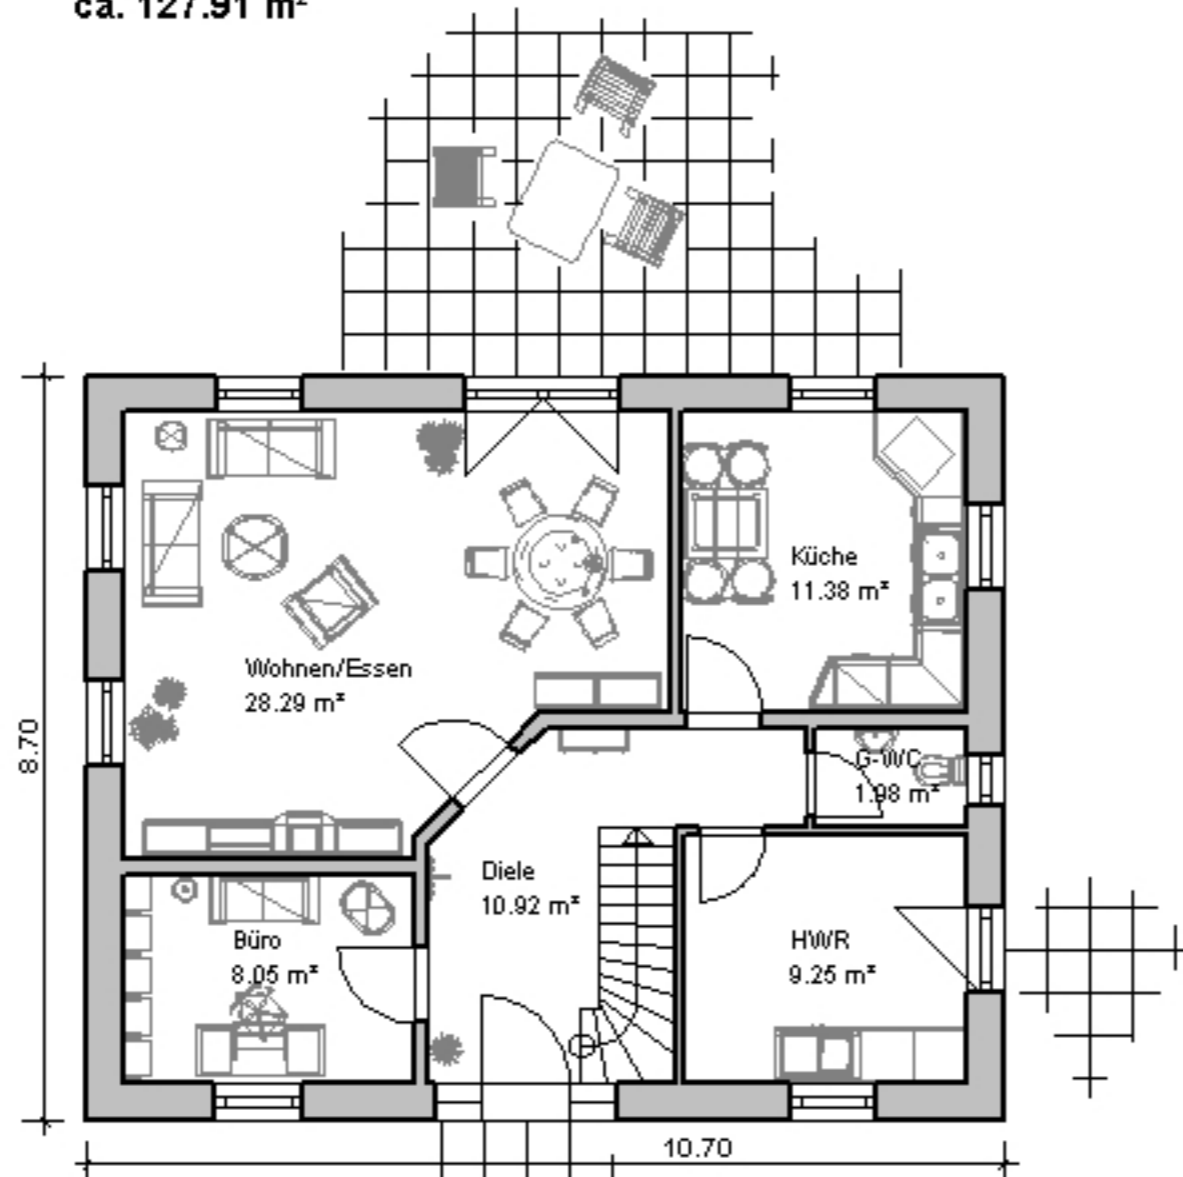 ca. 127.91 m²
Küche
11.38 m²
Wohnen/Essen
28.29 m²
8.70
G-WC
1.98 m²
Diele
10.92 m²
Büro
8.05 m²
HWR
9.25 m²
10.70